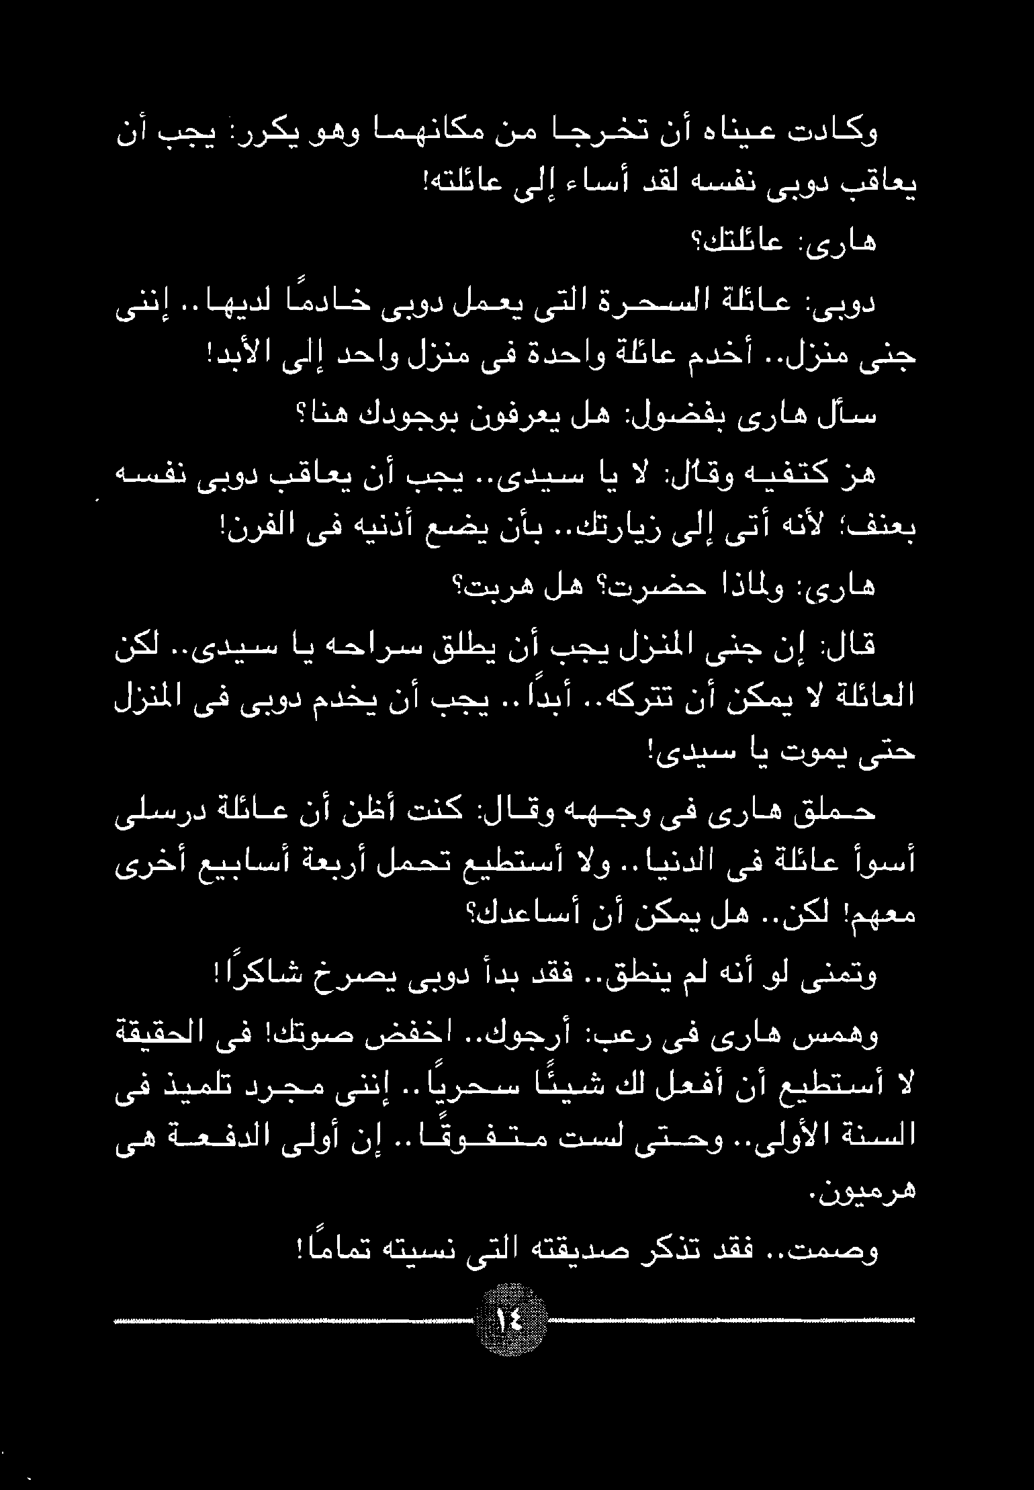 وكادت عيناه أن تخرجا من مكانهما وهو يكرر: يجب أن
يعاقب دوبى نفسه لقد أساء إلى عائلته!
هارى: عائلتك؟
دوبى: عائلة السحرة التى يعمل دوبى خادمًا لديها.. إننى
جنى منزل.. أخدم عائلة واحدة فى منزل واحد إلى الأبد!
سأل هارى بفضول: هل يعرفون بوجودك هنا؟
هز كتفيه وقال: لا يا سيدى.. يجب أن يعاقب دوبى نفسه
بعنف؛ لأنه أتى إلى زيارتك.. بأن يضع أذنيه فى الفرن!
هارى: ولماذا حضرت؟ هل هربت؟
قال: إن جنى المنزل يجب أن يطلق سراحه يا سيدى.. لكن
العائلة لا يمكن أن تتركه.. أبدًا.. يجب أن يخدم دوبى فى المنزل
حتى يموت يا سيدى!
حملق هارى فى وجهه وقال: كنت أظن أن عائلة درسلى
أسوأ عائلة فى الدنيا.. ولا أستطيع تحمل أربعة أسابيع أخرى
معهم! لكن.. هل يمكن أن أساعدك؟
وتمنى لو أنه لم ينطق.. فقد بدأ دوبى يصرخ شاكرًا!
وهمس هارى فى رعب: أرجوك.. اخفض صوتك! فى الحقيقة
لا أستطيع أن أفعل لك شيئًا سحريًا.. إننى مجرد تلميذ فى
السنة الأولى.. وحتى لست متفوقًا.. إن أولى الدفعة هى
هرميون.
وصمت.. فقد تذكر صديقته التى نسيته تمامًا!
١٤